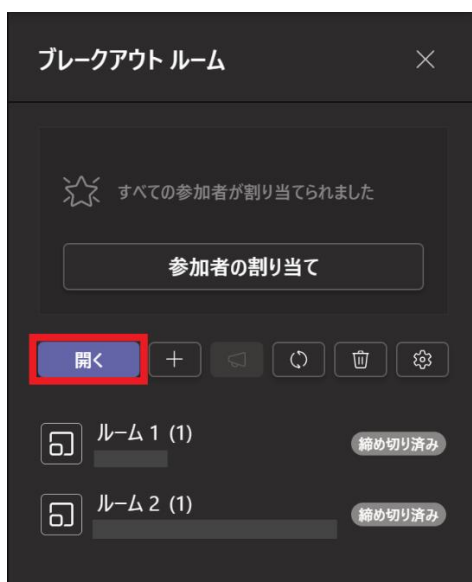 ブレークアウト ルーム
すべての参加者が割り当てられました
参加者の割り当て
開く
ルーム 1 (1)
締め切り済み
ルーム 2 (1)
締め切り済み